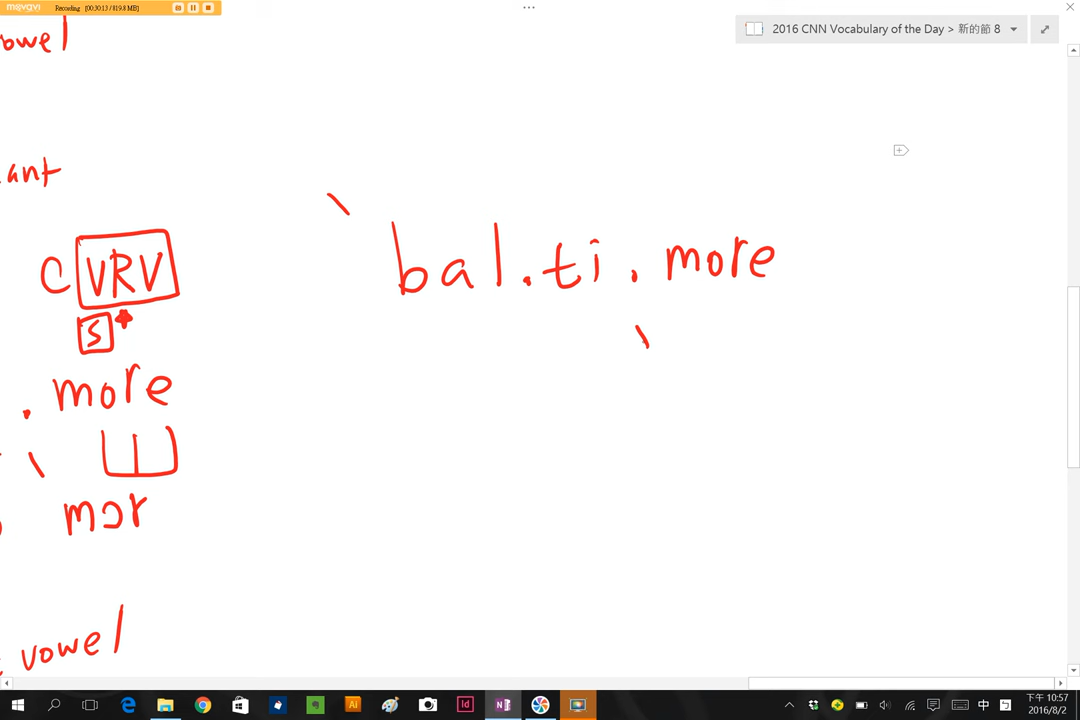 movavi Recording [00:30:13 / 819.8 MB]
2016 CNN Vocabulary of the Day > 新的節 8
owel
ant
C VRV
bal.ti.more
S
.more
mɔr
vowel
中
下午 10:57
2016/8/2